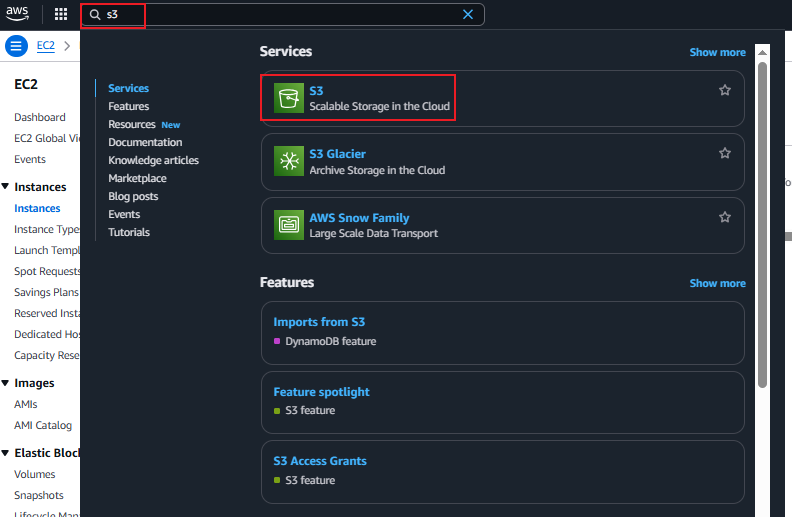 aws
s3
EC2
Services
Show more
Services
Features
Resources New
Documentation
Knowledge articles
Marketplace
Blog posts
Events
Tutorials
S3
Scalable Storage in the Cloud
S3 Glacier
Archive Storage in the Cloud
AWS Snow Family
Large Scale Data Transport
Features
Show more
Imports from S3
DynamoDB feature
Feature spotlight
S3 feature
S3 Access Grants
S3 feature
EC2
Dashboard
EC2 Global Vi
Events
Instances
Instances
Instance Types
Launch Templ
Spot Requests
Savings Plans
Reserved Insta
Dedicated Hos
Capacity Rese
Images
AMIs
AMI Catalog
Elastic Block
Volumes
Snapshots
Lifecycle Man